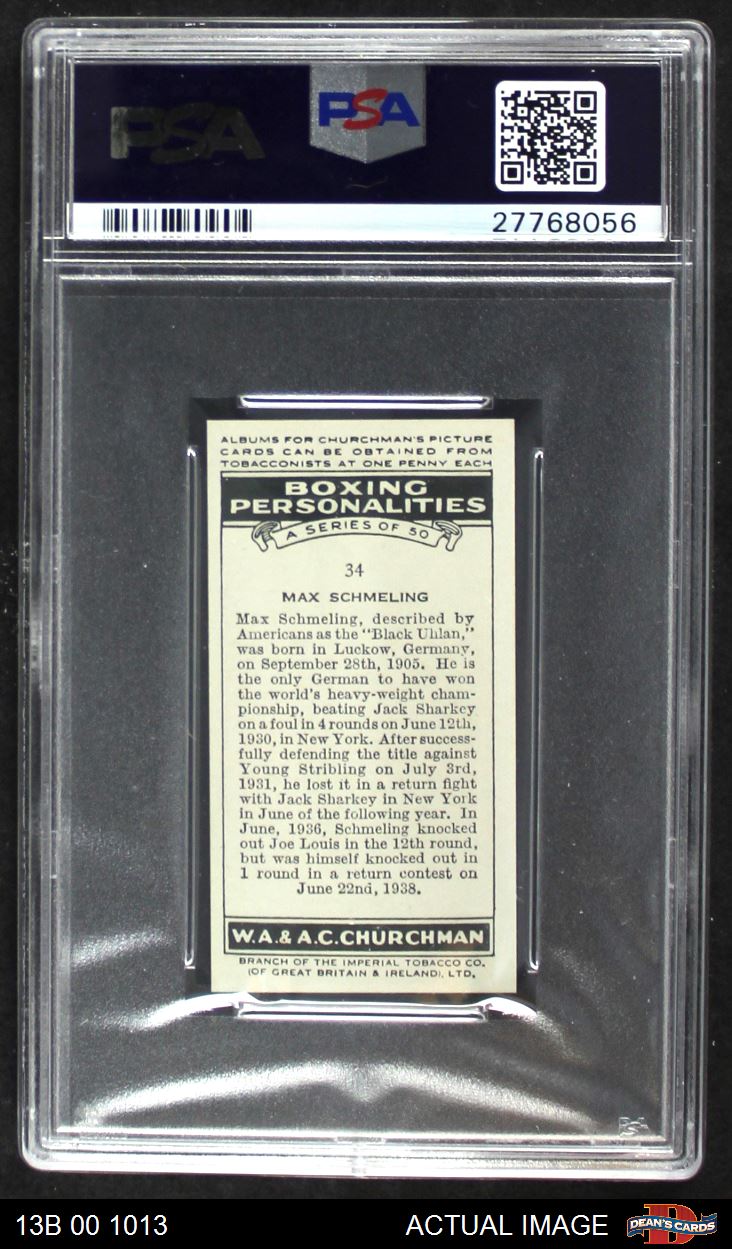 PSA
PSA
27768056
ALBUMS FOR CHURCHMAN'S PICTURE
CARDS CAN BE OBTAINED FROM
TOBACCONISTS AT ONE PENNY EACH
BOXING
PERSONALITIES
A SERIES OF 50
34
MAX SCHMELING
Max Schmeling, described by
Americans as the "Black Uhlan,"
was born in Luckow, Germany,
on September 28th, 1905. He is
the only German to have won
the world's heavy-weight cham-
pionship, beating Jack Sharkey
on a foul in 4 rounds on June 12th,
1930, in New York. After success-
fully defending the title against
Young Stribling on July 3rd,
1931, he lost it in a return fight
with Jack Sharkey in New York
in June of the following year. In
June, 1936, Schmeling knocked
out Joe Louis in the 12th round,
but was himself knocked out in
1 round in a return contest on
June 22nd, 1938.
W.A.& A.C.CHURCHMAN
BRANCH OF THE IMPERIAL TOBACCO CO.
(OF GREAT BRITAIN & IRELAND), LTD.
PSA
13B 00 1013 ACTUAL IMAGE DEAN'S CARDS